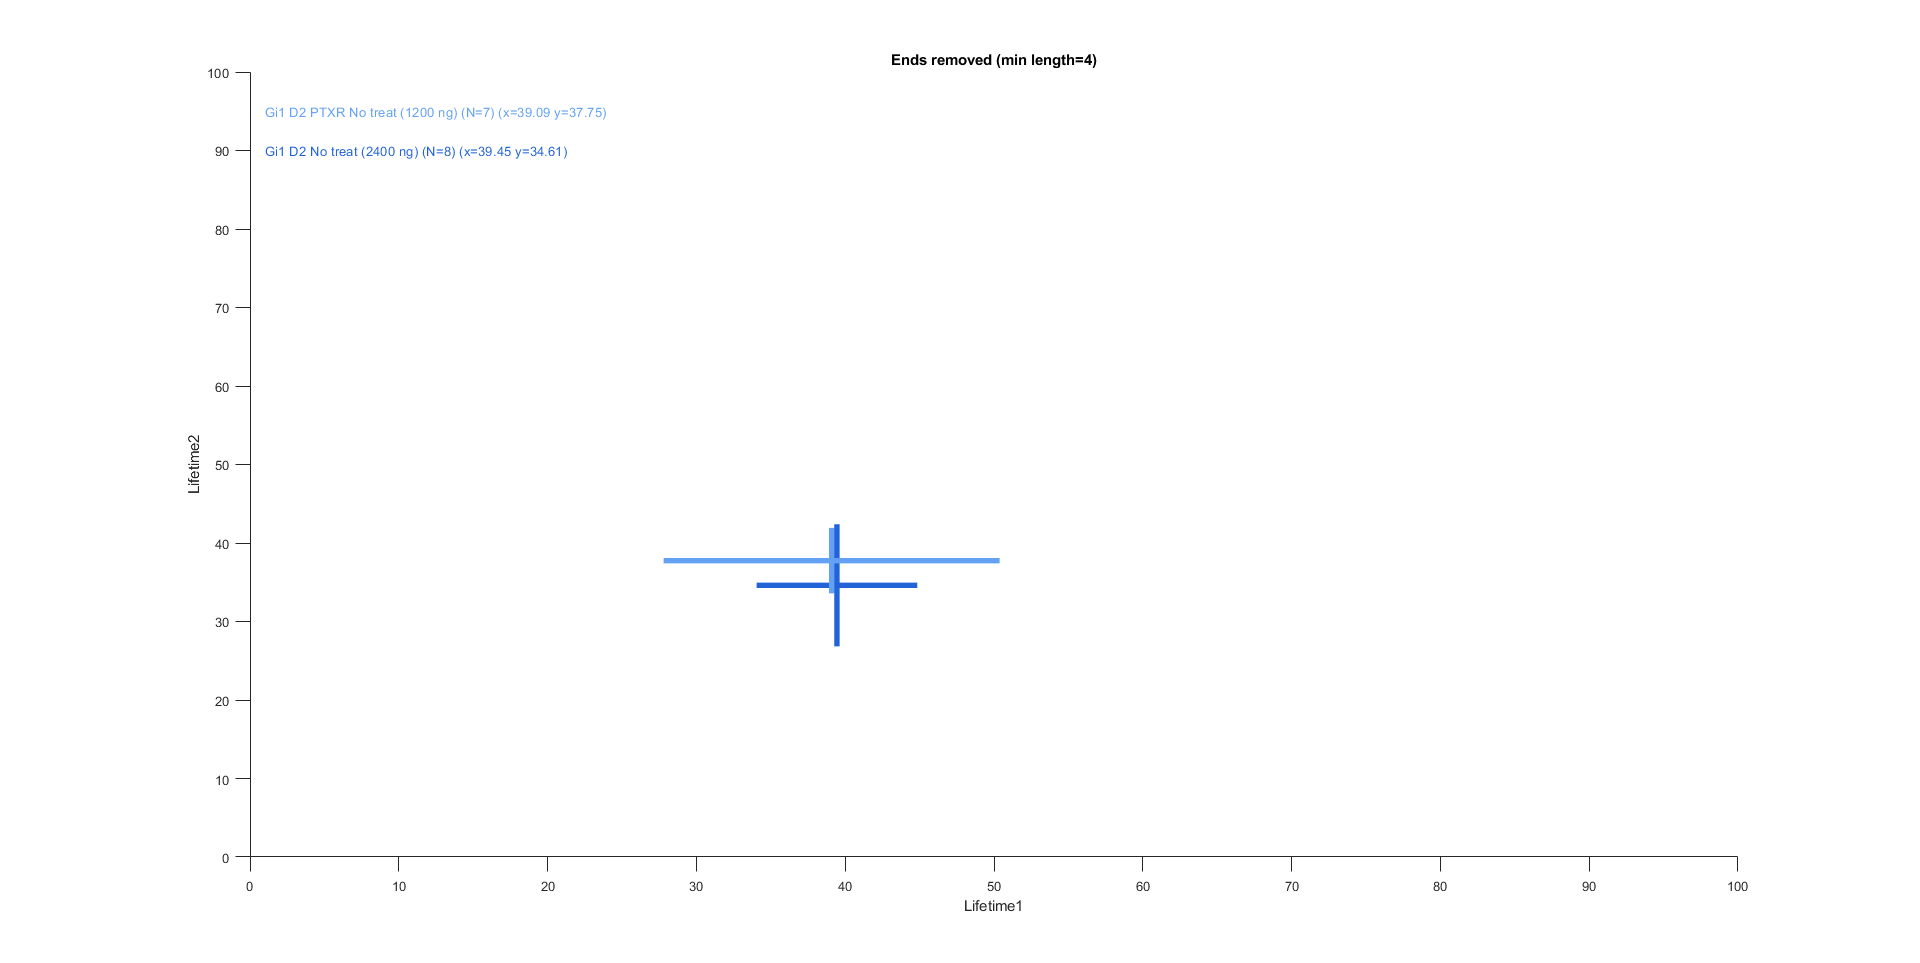 Ends removed (min length=4)
100
Gi1 D2 PTXR No treat (1200 ng) (N=7) (x=39.09 y=37.75)
90
Gi1 D2 No treat (2400 ng) (N=8) (x=39.45 y=34.61)
80
70
60
50
Lifetime2
40
30
20
10
0
0 10 20 30 40 50 60 70 80 90 100
Lifetime1